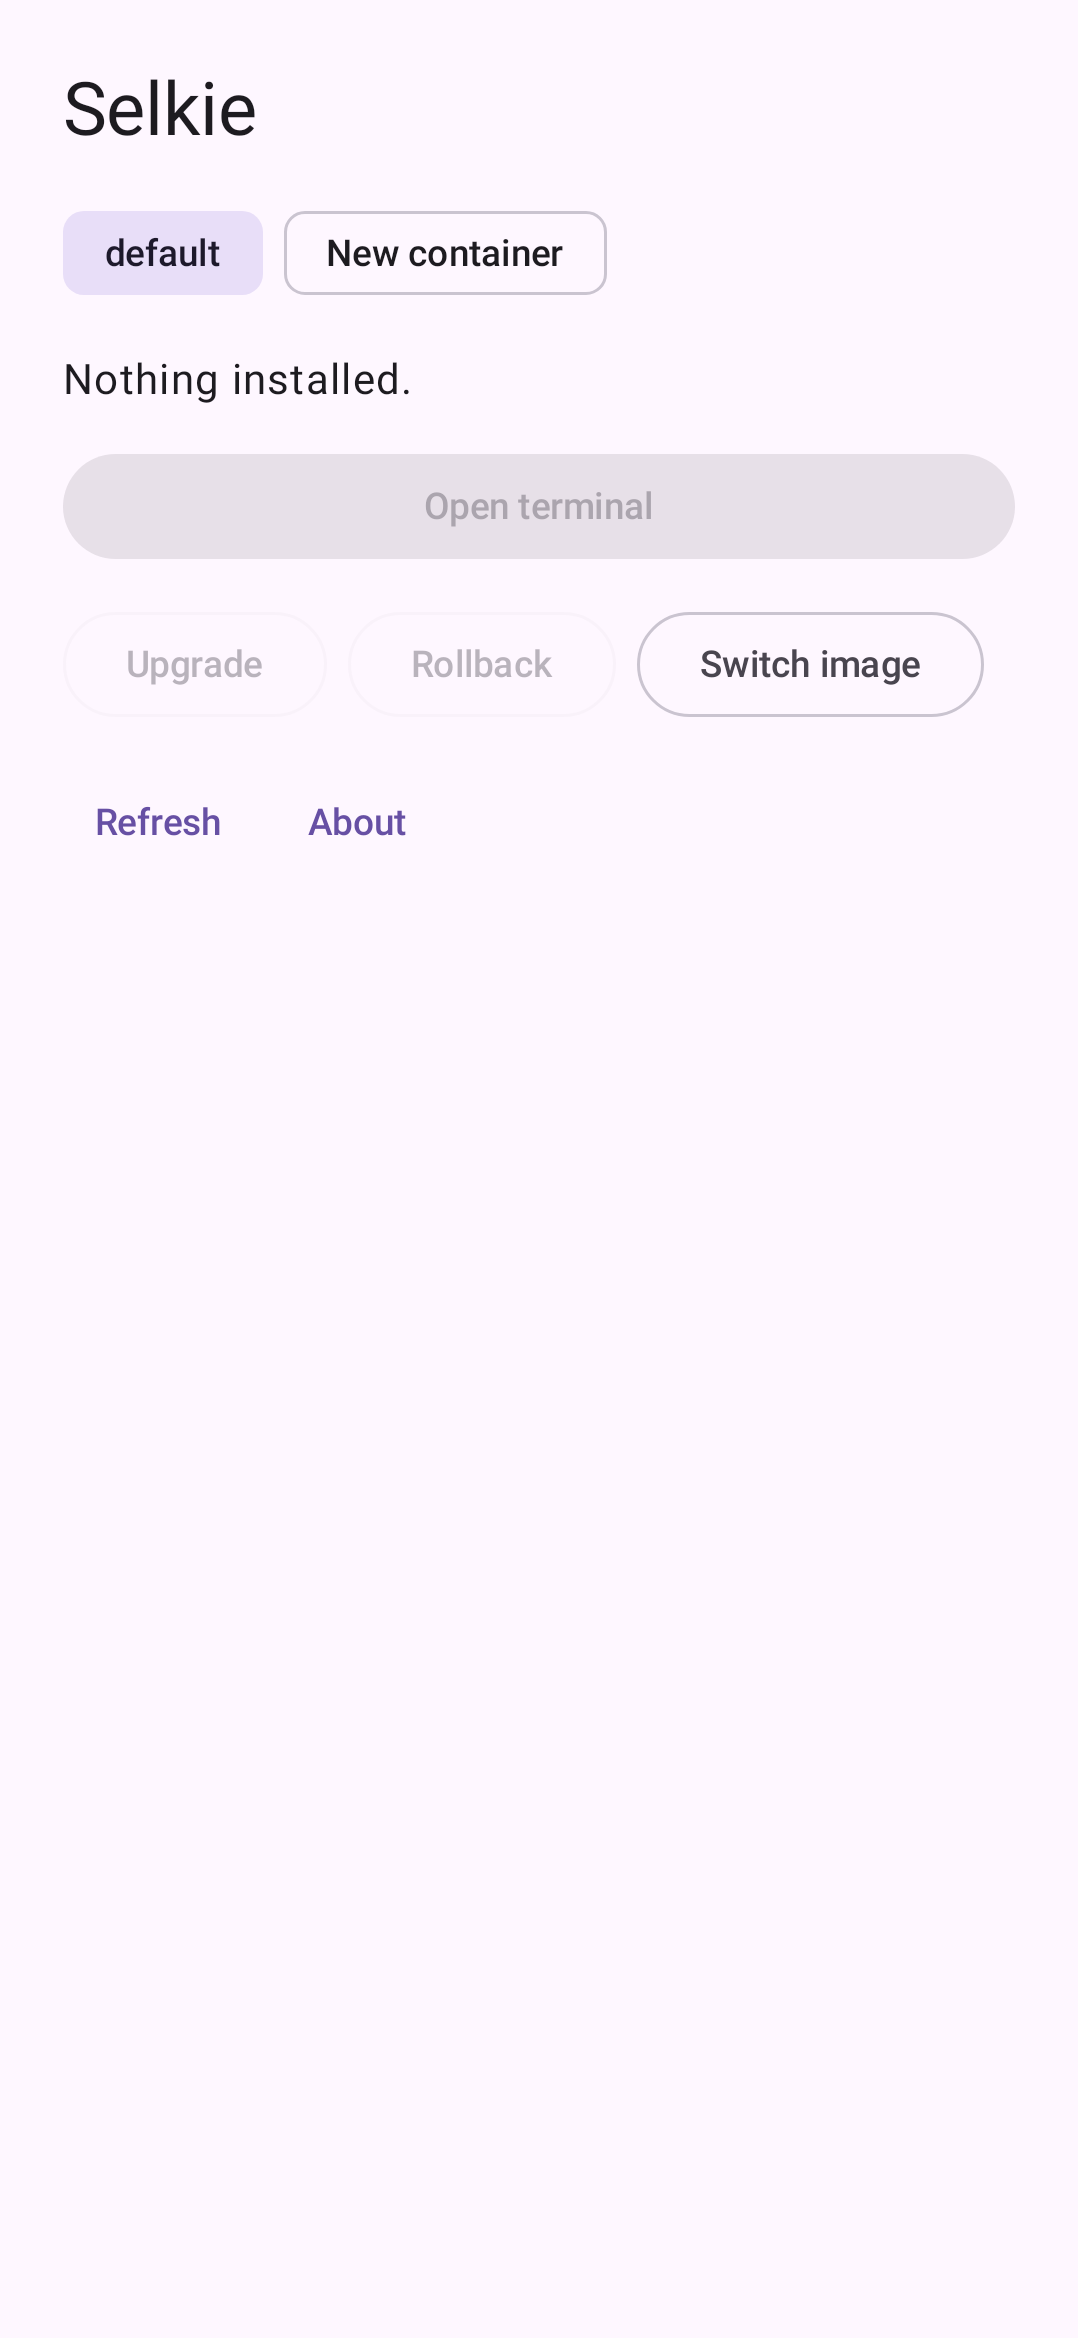 Selkie
default New container
Nothing installed.
Open terminal
Upgrade Rollback Switch image
Refresh About